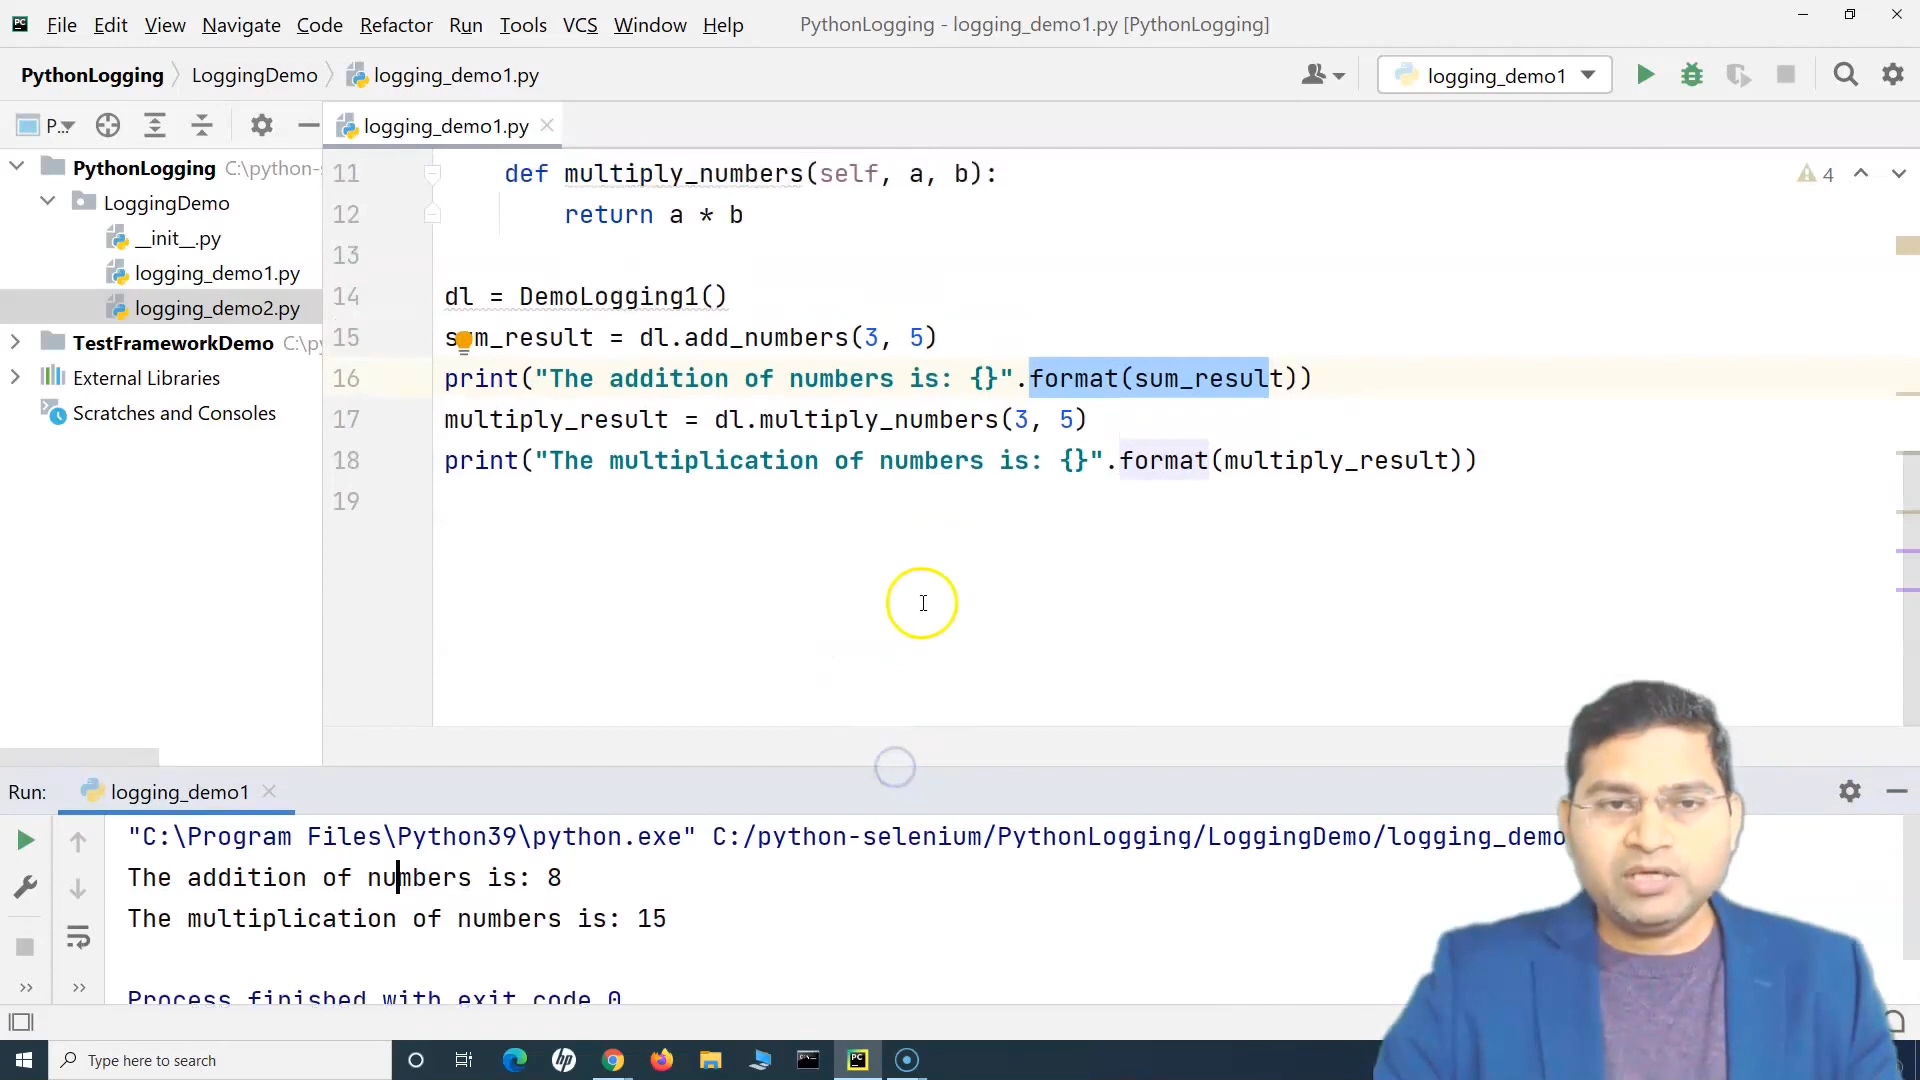 File Edit View Navigate Code Refactor Run Tools VCS Window Help PythonLogging - logging_demo1.py [PythonLogging]
PythonLogging LoggingDemo logging_demo1.py logging_demo1
P... logging_demo1.py
PythonLogging C:\python-
LoggingDemo
__init__.py
logging_demo1.py
logging_demo2.py
TestFrameworkDemo C:\
External Libraries
Scratches and Consoles
4
11 def multiply_numbers(self, a, b):
12 return a * b
13
14 dl = DemoLogging1()
15 sum_result = dl.add_numbers(3, 5)
16 print("The addition of numbers is: {}".format(sum_result))
17 multiply_result = dl.multiply_numbers(3, 5)
18 print("The multiplication of numbers is: {}".format(multiply_result))
19
Run: logging_demo1
"C:\Program Files\Python39\python.exe" C:/python-selenium/PythonLogging/LoggingDemo/logging_demo
The addition of numbers is: 8
The multiplication of numbers is: 15
Process finished with exit code 0
Type here to search